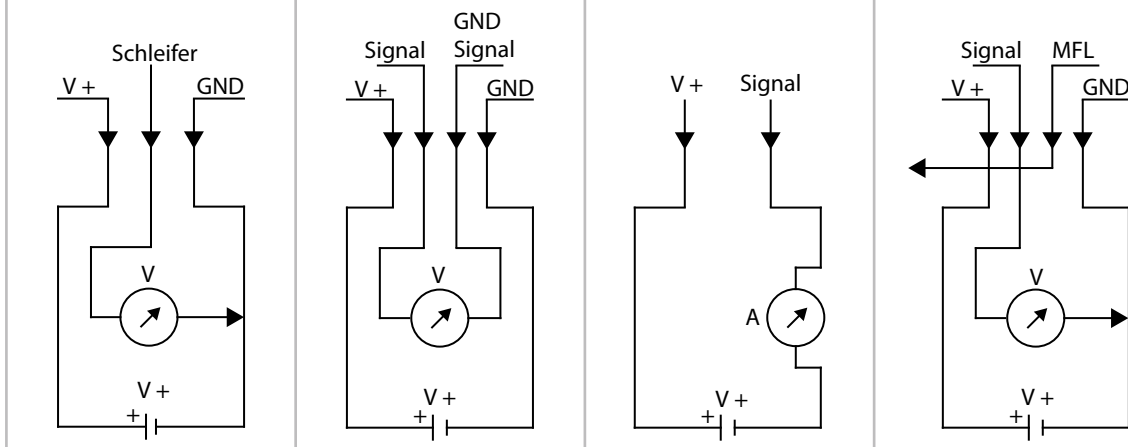 Schleifer
V +
GND
V
V +
+
GND
Signal Signal
V +
GND
V
V +
+
V +
Signal
A
V +
+
Signal
MFL
V +
GND
V
V +
+